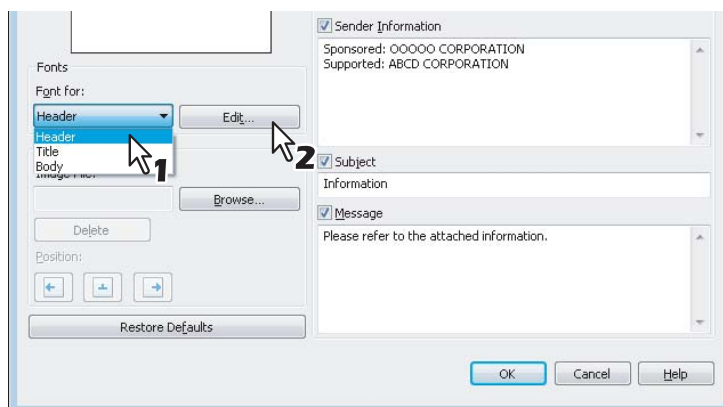 Fonts
Font for:
Header
Edit...
Header
Title
Body
1
2
Image File:
Browse...
Delete
Position:
Restore Defaults
Sender Information
Sponsored: OOOOO CORPORATION
Supported: ABCD CORPORATION
Subject
Information
Message
Please refer to the attached information.
OK
Cancel
Help